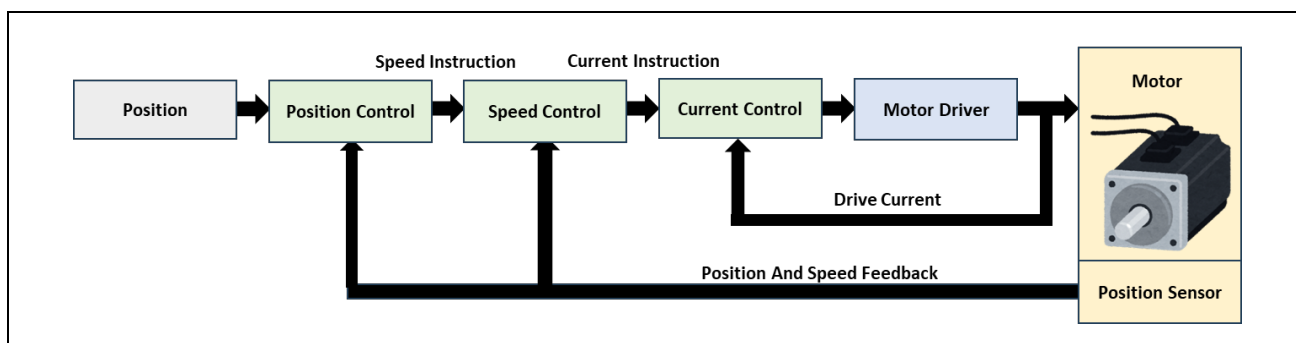 Speed Instruction
Current Instruction
Motor
Position
Position Control
Speed Control
Current Control
Motor Driver
Drive Current
Position And Speed Feedback
Position Sensor